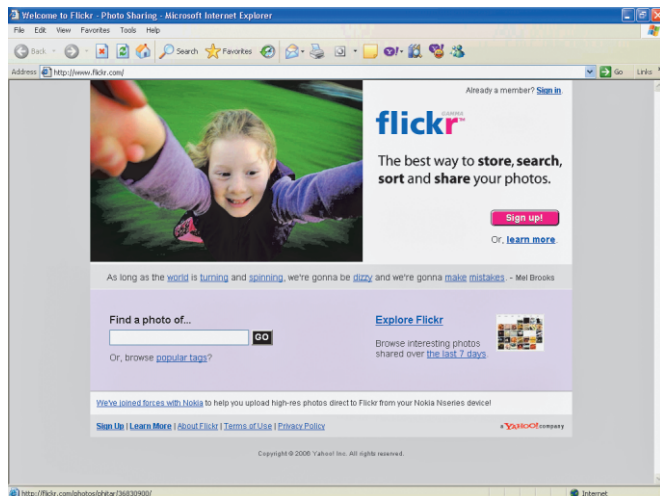 Welcome to Flickr - Photo Sharing - Microsoft Internet Explorer
File Edit View Favorites Tools Help
Back Search Favorites
Address http://www.flickr.com/ Go Links
Already a member? Sign in.
flickr GAMMA
The best way to store, search,
sort and share your photos.
Sign up!
Or, learn more.
As long as the world is turning and spinning, we're gonna be dizzy and we're gonna make mistakes. - Mel Brooks
Find a photo of...
GO
Or, browse popular tags?
Explore Flickr
Browse interesting photos
shared over the last 7 days.
We've joined forces with Nokia to help you upload high-res photos direct to Flickr from your Nokia Nseries device!
Sign Up | Learn More | About Flickr | Terms of Use | Privacy Policy
a YAHOO! company
Copyright © 2006 Yahoo! Inc. All rights reserved.
http://flickr.com/photos/phitar/36830900/ Internet